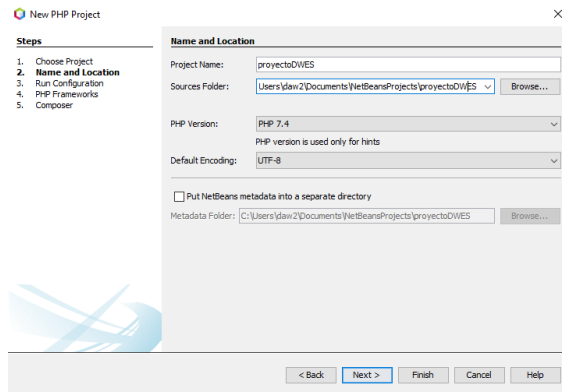 New PHP Project
Steps
1. Choose Project
2. Name and Location
3. Run Configuration
4. PHP Frameworks
5. Composer
Name and Location
Project Name: proyectoDWES
Sources Folder: Users\daw2\Documents\NetBeansProjects\proyectoDWES Browse...
PHP Version: PHP 7.4
PHP version is used only for hints
Default Encoding: UTF-8
Put NetBeans metadata into a separate directory
Metadata Folder: C:\Users\daw2\Documents\NetBeansProjects\proyectoDWES Browse...
< Back Next > Finish Cancel Help